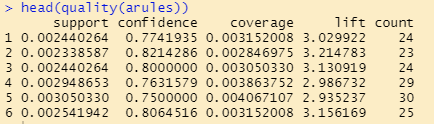 > head(quality(arules))
support confidence coverage lift count
1 0.002440264 0.7741935 0.003152008 3.029922 24
2 0.002338587 0.8214286 0.002846975 3.214783 23
3 0.002440264 0.8000000 0.003050330 3.130919 24
4 0.002948653 0.7631579 0.003863752 2.986732 29
5 0.003050330 0.7500000 0.004067107 2.935237 30
6 0.002541942 0.8064516 0.003152008 3.156169 25